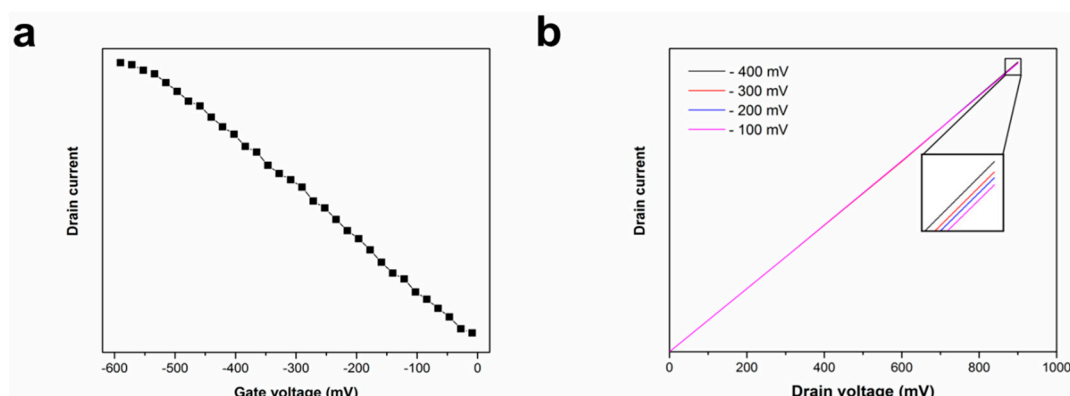 a
Drain current
-600 -500 -400 -300 -200 -100 0
Gate voltage (mV)
b
- 400 mV
- 300 mV
- 200 mV
- 100 mV
Drain current
0 200 400 600 800 1000
Drain voltage (mV)